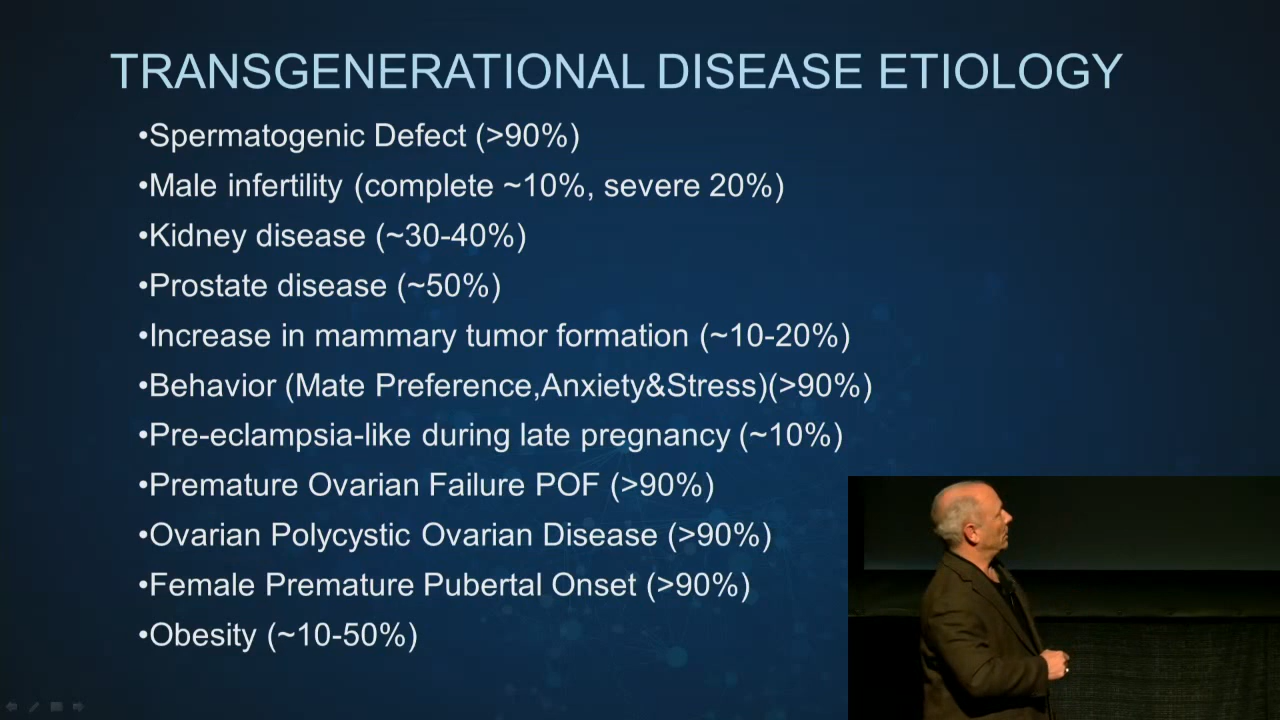 TRANSGENERATIONAL DISEASE ETIOLOGY
•Spermatogenic Defect (>90%)
•Male infertility (complete ~10%, severe 20%)
•Kidney disease (~30-40%)
•Prostate disease (~50%)
•Increase in mammary tumor formation (~10-20%)
•Behavior (Mate Preference,Anxiety&Stress)(>90%)
•Pre-eclampsia-like during late pregnancy (~10%)
•Premature Ovarian Failure POF (>90%)
•Ovarian Polycystic Ovarian Disease (>90%)
•Female Premature Pubertal Onset (>90%)
•Obesity (~10-50%)